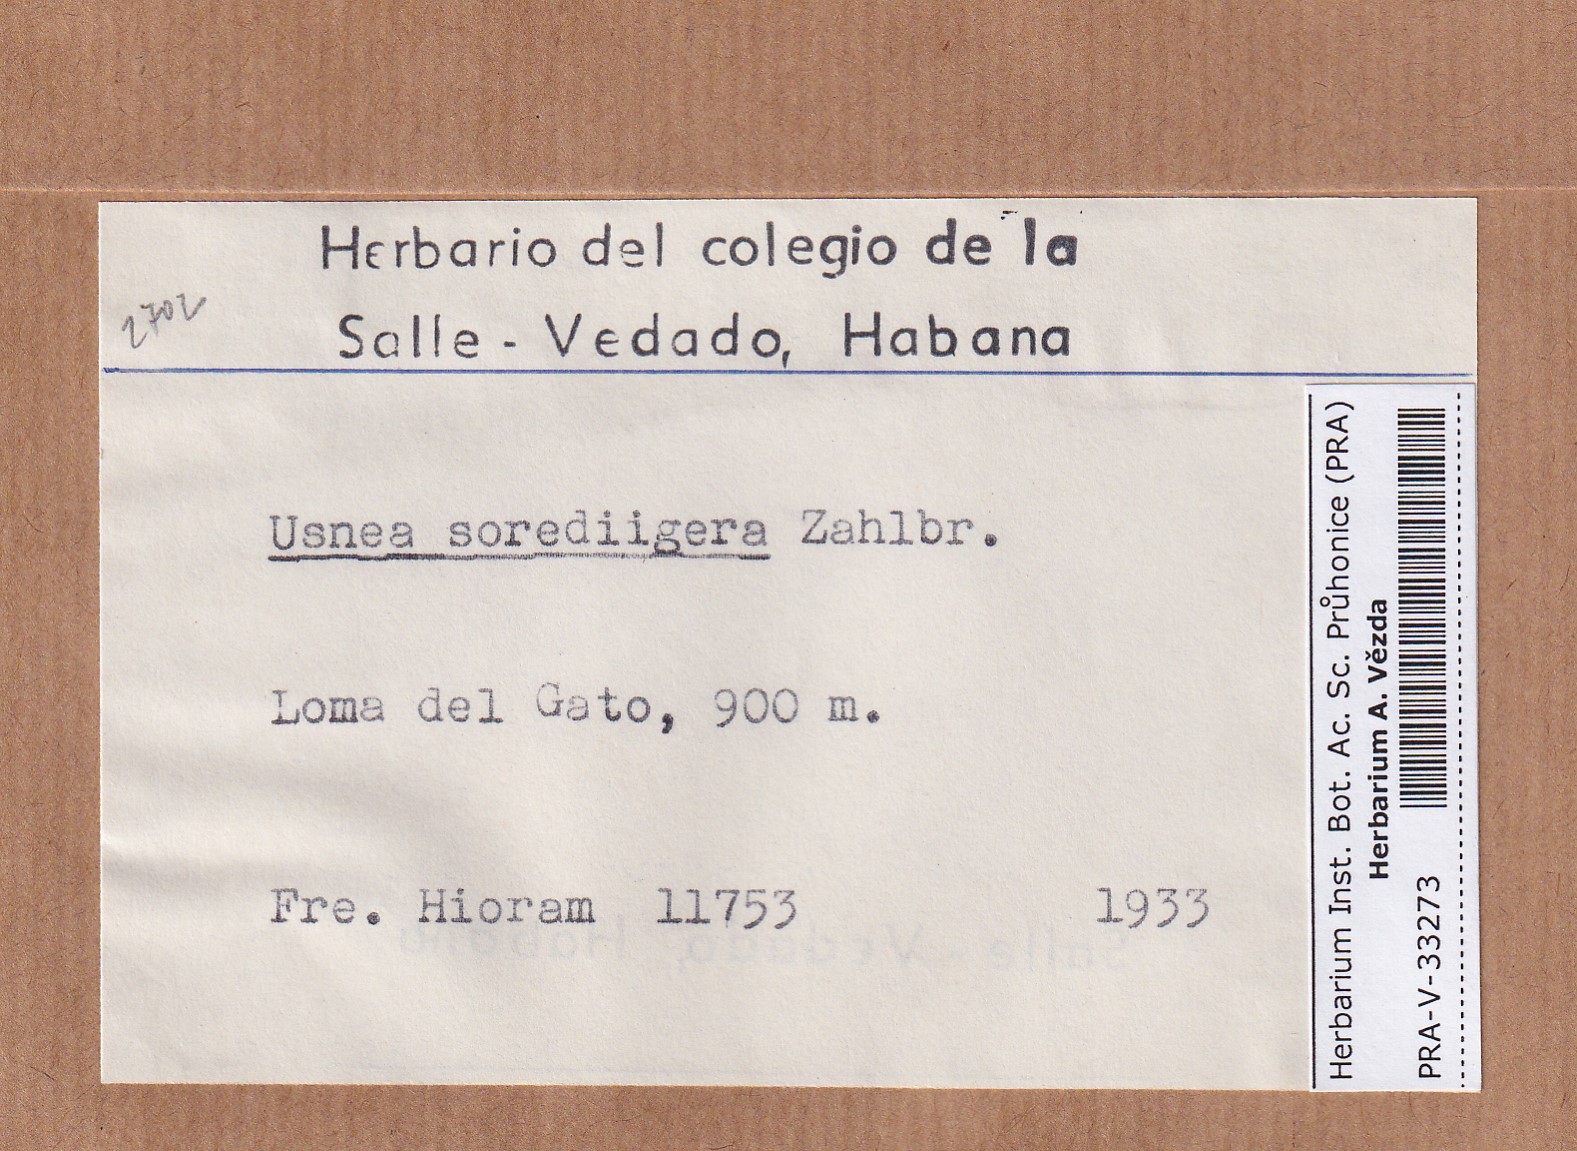 Herbario del colegio de la
Salle - Vedado, Habana
2702
Usnea sorediigera Zahlbr.
Loma del Gato, 900 m.
Fre. Hioram 11753 1933
Herbarium Inst. Bot. Ac. Sc. Průhonice (PRA)
Herbarium A. Vězda
PRA-V-33273